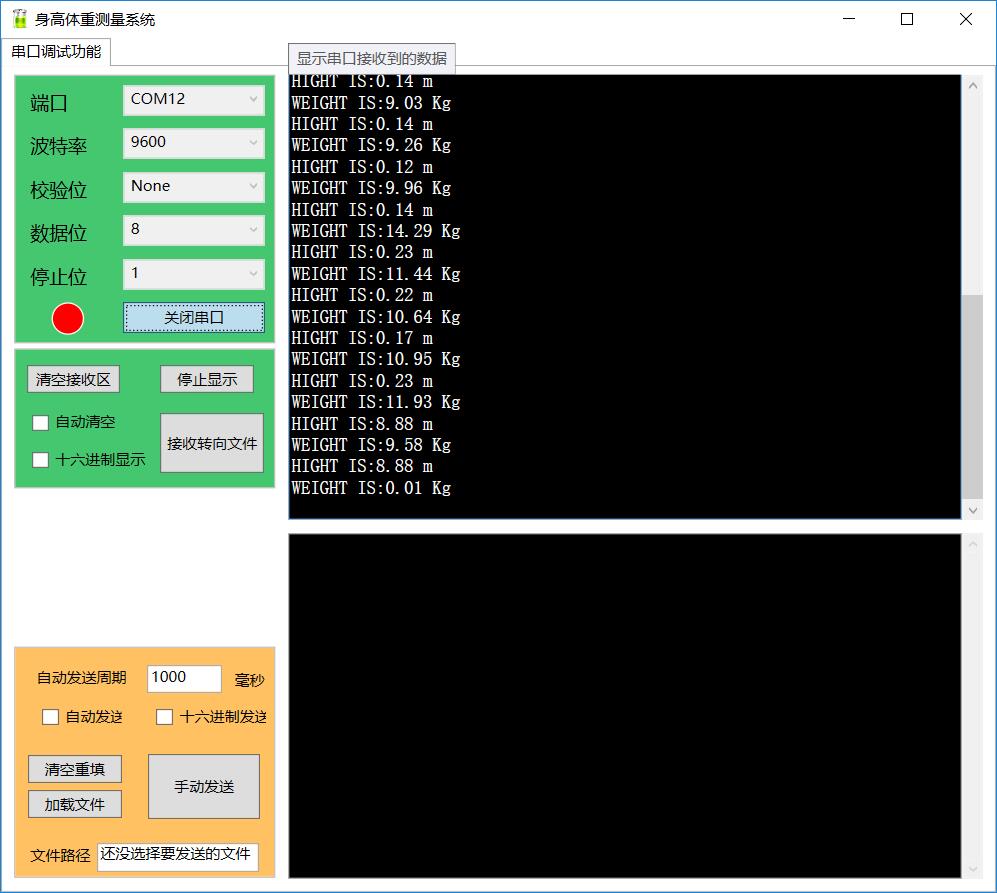 身高体重测量系统
串口调试功能
显示串口接收到的数据
端口 COM12
波特率 9600
校验位 None
数据位 8
停止位 1
关闭串口
清空接收区 停止显示
自动清空
接收转向文件
十六进制显示
HIGHT IS:0.14 m
WEIGHT IS:9.03 Kg
HIGHT IS:0.14 m
WEIGHT IS:9.26 Kg
HIGHT IS:0.12 m
WEIGHT IS:9.96 Kg
HIGHT IS:0.14 m
WEIGHT IS:14.29 Kg
HIGHT IS:0.23 m
WEIGHT IS:11.44 Kg
HIGHT IS:0.22 m
WEIGHT IS:10.64 Kg
HIGHT IS:0.17 m
WEIGHT IS:10.95 Kg
HIGHT IS:0.23 m
WEIGHT IS:11.93 Kg
HIGHT IS:8.88 m
WEIGHT IS:9.58 Kg
HIGHT IS:8.88 m
WEIGHT IS:0.01 Kg
自动发送周期 1000 毫秒
自动发送 十六进制发送
清空重填
手动发送
加载文件
文件路径 还没选择要发送的文件